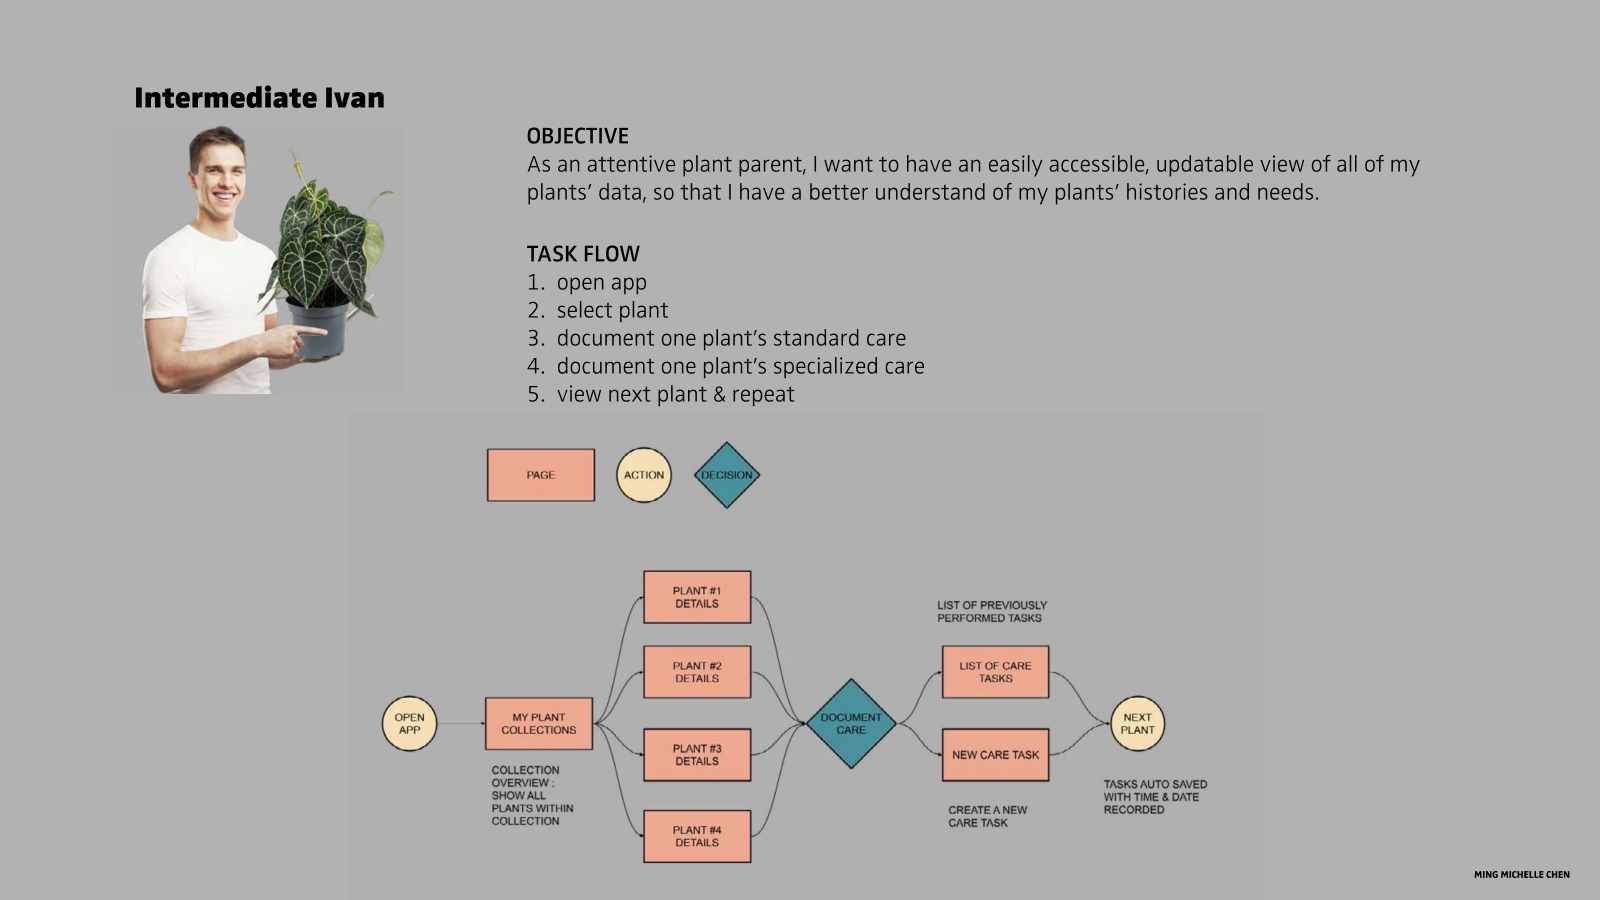 Intermediate Ivan
OBJECTIVE
As an attentive plant parent, I want to have an easily accessible, updatable view of all of my
plants’ data, so that I have a better understand of my plants’ histories and needs.
TASK FLOW
1. open app
2. select plant
3. document one plant’s standard care
4. document one plant’s specialized care
5. view next plant & repeat
PAGE
ACTION
DECISION
OPEN
APP
MY PLANT
COLLECTIONS
COLLECTION
OVERVIEW :
SHOW ALL
PLANTS WITHIN
COLLECTION
PLANT #1
DETAILS
PLANT #2
DETAILS
PLANT #3
DETAILS
PLANT #4
DETAILS
DOCUMENT
CARE
LIST OF PREVIOUSLY
PERFORMED TASKS
LIST OF CARE
TASKS
NEW CARE TASK
CREATE A NEW
CARE TASK
NEXT
PLANT
TASKS AUTO SAVED
WITH TIME & DATE
RECORDED
MING MICHELLE CHEN